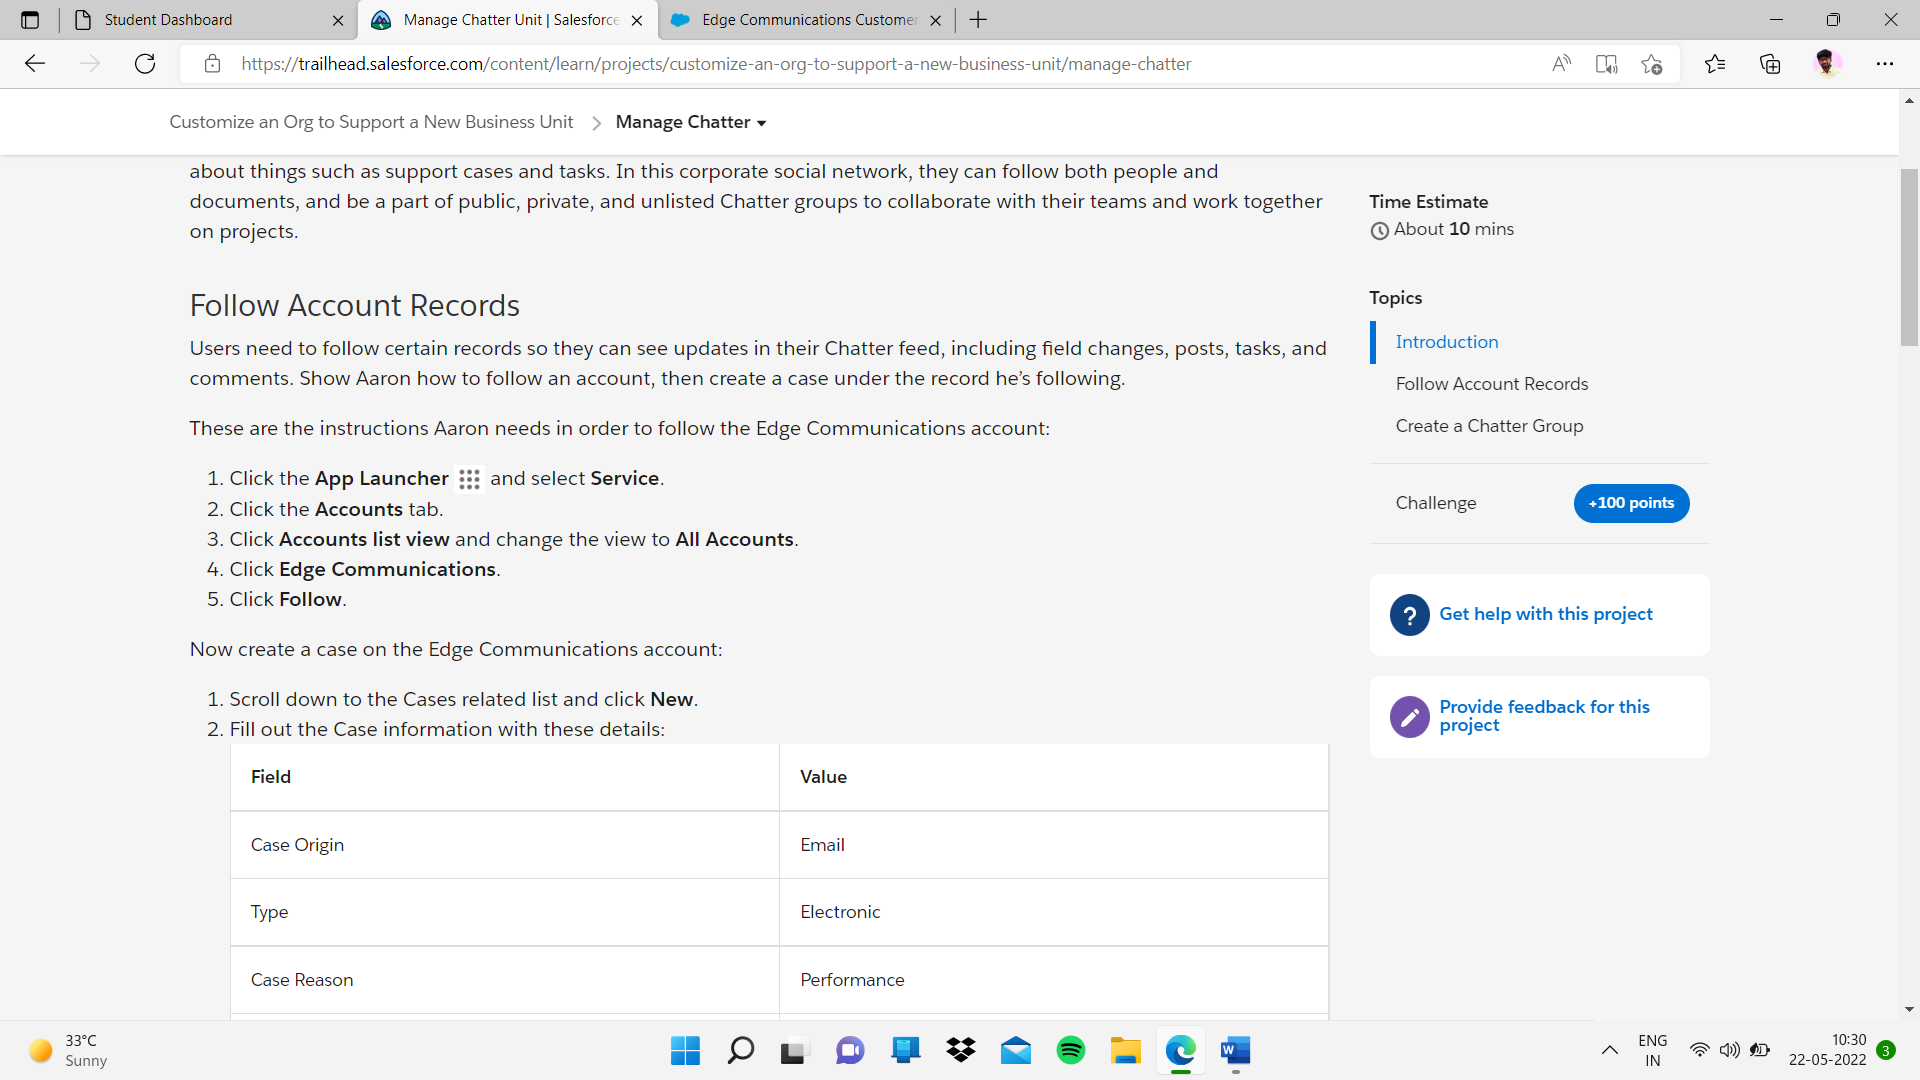 Student Dashboard
Manage Chatter Unit | Salesforce
Edge Communications Customer
https://trailhead.salesforce.com/content/learn/projects/customize-an-org-to-support-a-new-business-unit/manage-chatter
Customize an Org to Support a New Business Unit > Manage Chatter
about things such as support cases and tasks. In this corporate social network, they can follow both people and
documents, and be a part of public, private, and unlisted Chatter groups to collaborate with their teams and work together
on projects.
Follow Account Records
Users need to follow certain records so they can see updates in their Chatter feed, including field changes, posts, tasks, and
comments. Show Aaron how to follow an account, then create a case under the record he’s following.
These are the instructions Aaron needs in order to follow the Edge Communications account:
1. Click the App Launcher and select Service.
2. Click the Accounts tab.
3. Click Accounts list view and change the view to All Accounts.
4. Click Edge Communications.
5. Click Follow.
Now create a case on the Edge Communications account:
1. Scroll down to the Cases related list and click New.
2. Fill out the Case information with these details:
Field Value
Case Origin Email
Type Electronic
Case Reason Performance
Time Estimate
About 10 mins
Topics
Introduction
Follow Account Records
Create a Chatter Group
Challenge +100 points
? Get help with this project
Provide feedback for this
project
33°C
Sunny
W
ENG
IN
10:30
22-05-2022
3